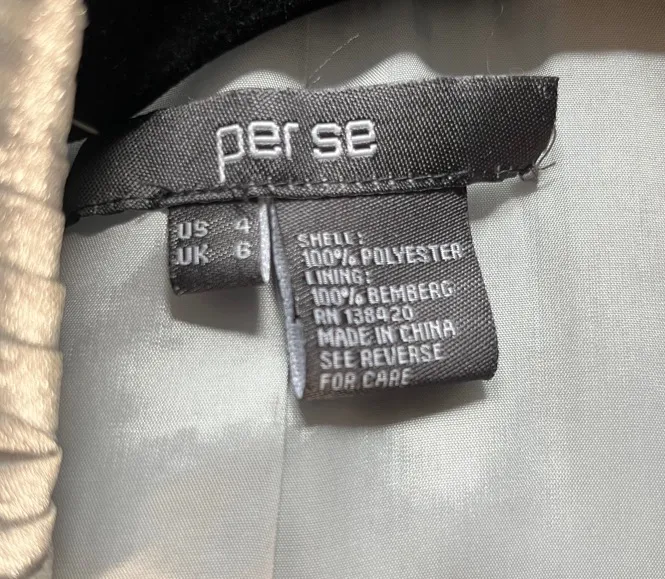 per se
US 4
UK 6
SHELL:
100% POLYESTER
LINING:
100% BEMBERG
RN 138420
MADE IN CHINA
SEE REVERSE
FOR CARE